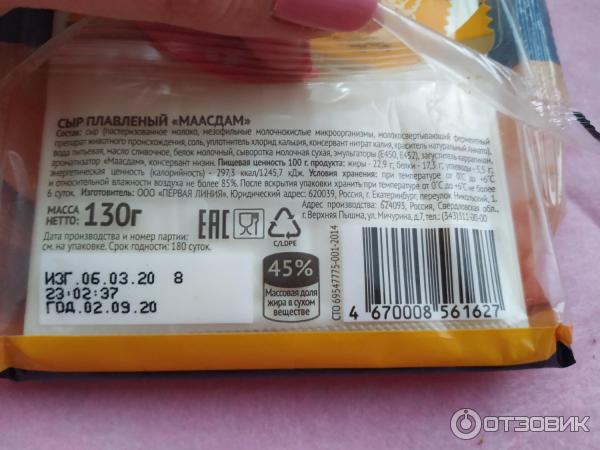 СЫР ПЛАВЛЕНЫЙ «МААСДАМ»
Состав: сыр (пастеризованное молоко, мезофильные молочнокислые микроорганизмы, молокосвертывающий ферментный
препарат животного происхождения, соль, уплотнитель хлорид кальция, консервант нитрат калия, краситель натуральный Аннато),
вода питьевая, масло сливочное, белок молочный, сыворотка молочная сухая, эмульгаторы (Е450, Е452), загуститель каррагинан,
ароматизатор «Маасдам», консервант низин. Пищевая ценность 100 г. продукта: жиры - 22,9 г.; белки - 17,3 г.; углеводы - 5,5 г.;
энергетическая ценность (калорийность) - 297,3 ккал/1245,7 кДж. Условия хранения: при температуре от 0°С до +6°С
и относительной влажности воздуха не более 85%. После вскрытия упаковки хранить при температуре от 0°С до +6°С не более
6 суток. Изготовитель: ООО «ПЕРВАЯ ЛИНИЯ». Юридический адрес: 620039, Россия, г. Екатеринбург, переулок Никольский, 1.
Адрес производства: 624093, Россия, Свердловская обл.,
г. Верхняя Пышма, ул. Мичурина, д.7, тел.: (343)311-00-00
МАССА
НЕТТО: 130г
EAC
C/LDPE
Дата производства и номер партии:
см. на упаковке. Срок годности: 180 суток.
ИЗГ.06.03.20 8
23:02:37
ГОД.02.09.20
45%
Массовая доля
жира в сухом
веществе
СТО 69547775-001-2014
4 670008 561627
ОТЗОВИК